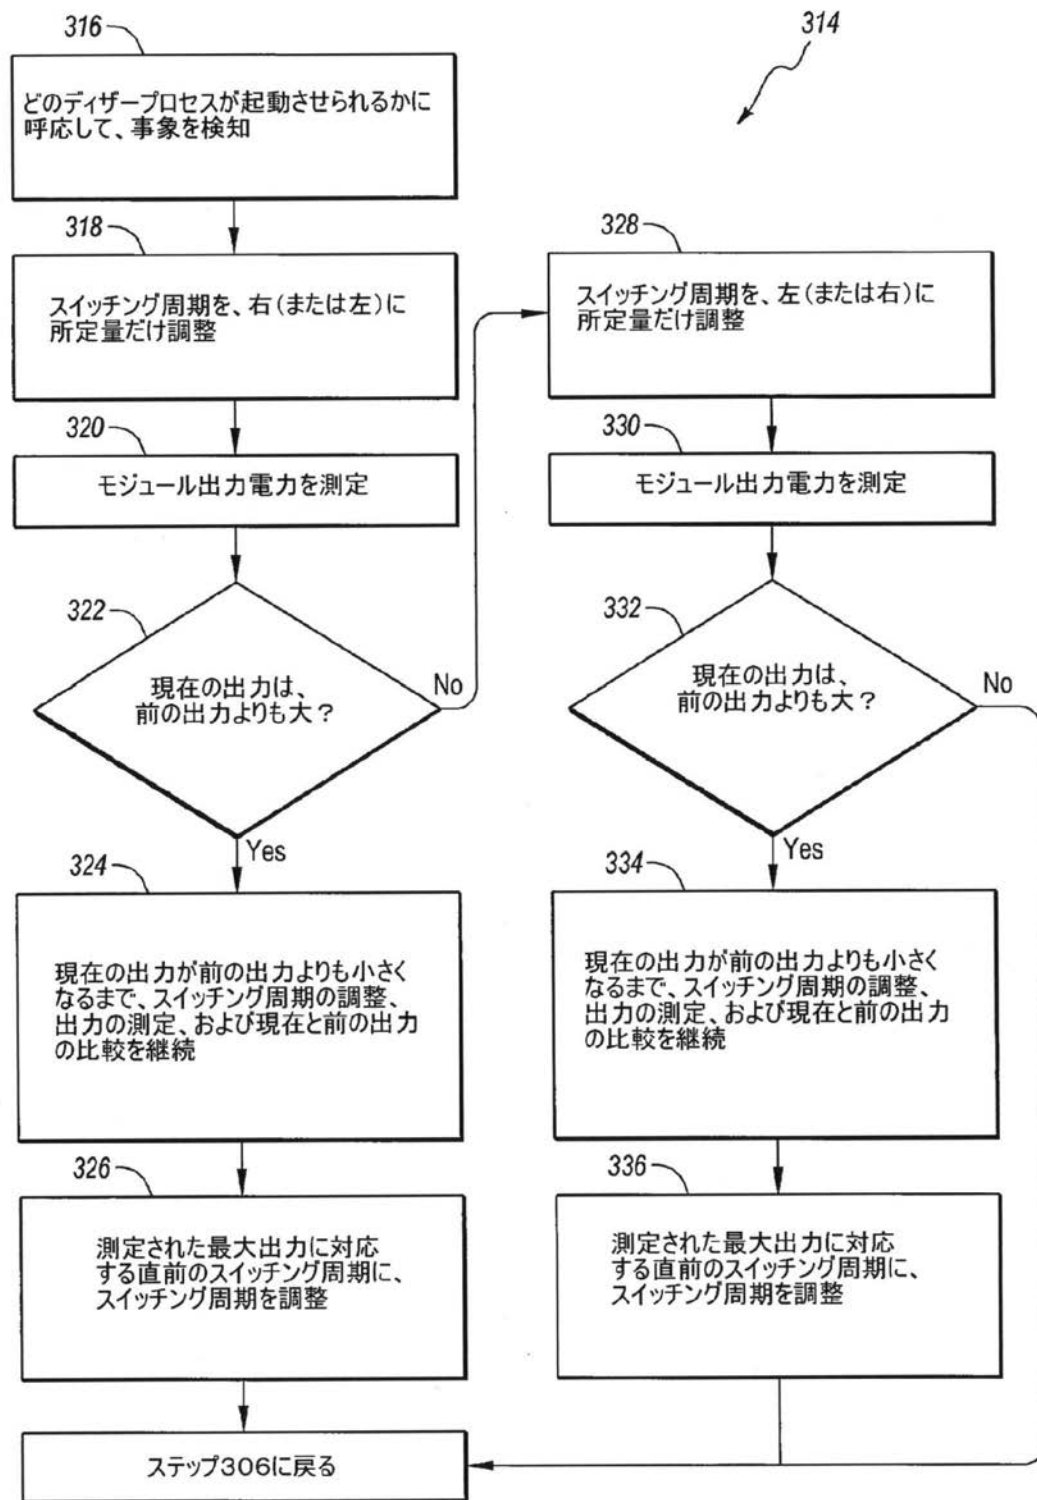 314
316
どのディザープロセスが起動させられるかに
呼応して、事象を検知
318
スイッチング周期を、右(または左)に
所定量だけ調整
320
モジュール出力電力を測定
322
現在の出力は、
前の出力よりも大?
No
Yes
324
現在の出力が前の出力よりも小さく
なるまで、スイッチング周期の調整、
出力の測定、および現在と前の出力
の比較を継続
326
測定された最大出力に対応
する直前のスイッチング周期に、
スイッチング周期を調整
ステップ306に戻る
328
スイッチング周期を、左(または右)に
所定量だけ調整
330
モジュール出力電力を測定
332
現在の出力は、
前の出力よりも大?
No
Yes
334
現在の出力が前の出力よりも小さく
なるまで、スイッチング周期の調整、
出力の測定、および現在と前の出力
の比較を継続
336
測定された最大出力に対応
する直前のスイッチング周期に、
スイッチング周期を調整